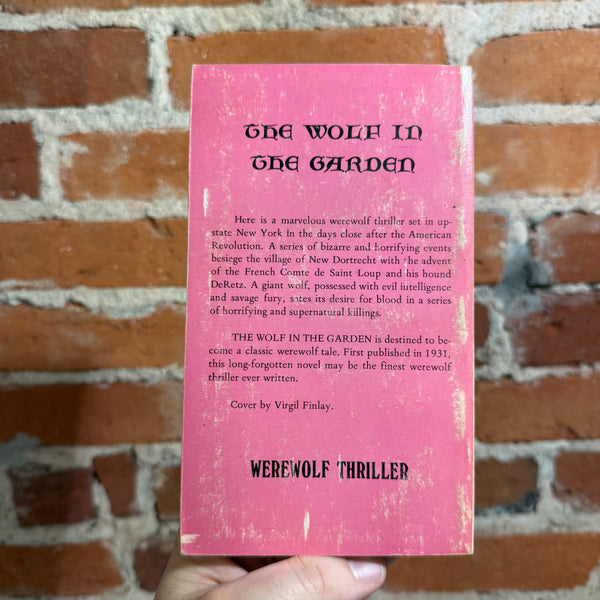 THE WOLF IN
THE GARDEN
Here is a marvelous werewolf thriller set in up-
state New York in the days close after the American
Revolution. A series of bizarre and horrifying events
besiege the village of New Dortrecht with the advent
of the French Comte de Saint Loup and his hound
DeRetz. A giant wolf, possessed with evil intelligence
and savage fury, sates its desire for blood in a series
of horrifying and supernatural killings.
THE WOLF IN THE GARDEN is destined to be-
come a classic werewolf tale. First published in 1931,
this long-forgotten novel may be the finest werewolf
thriller ever written.
Cover by Virgil Finlay.
WEREWOLF THRILLER